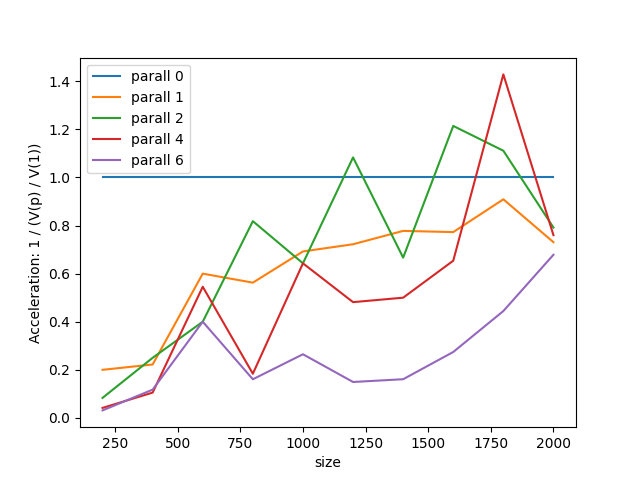 parall 0
parall 1
parall 2
parall 4
parall 6
Acceleration: 1 / (V(p) / V(1))
1.4
1.2
1.0
0.8
0.6
0.4
0.2
0.0
250 500 750 1000 1250 1500 1750 2000
size